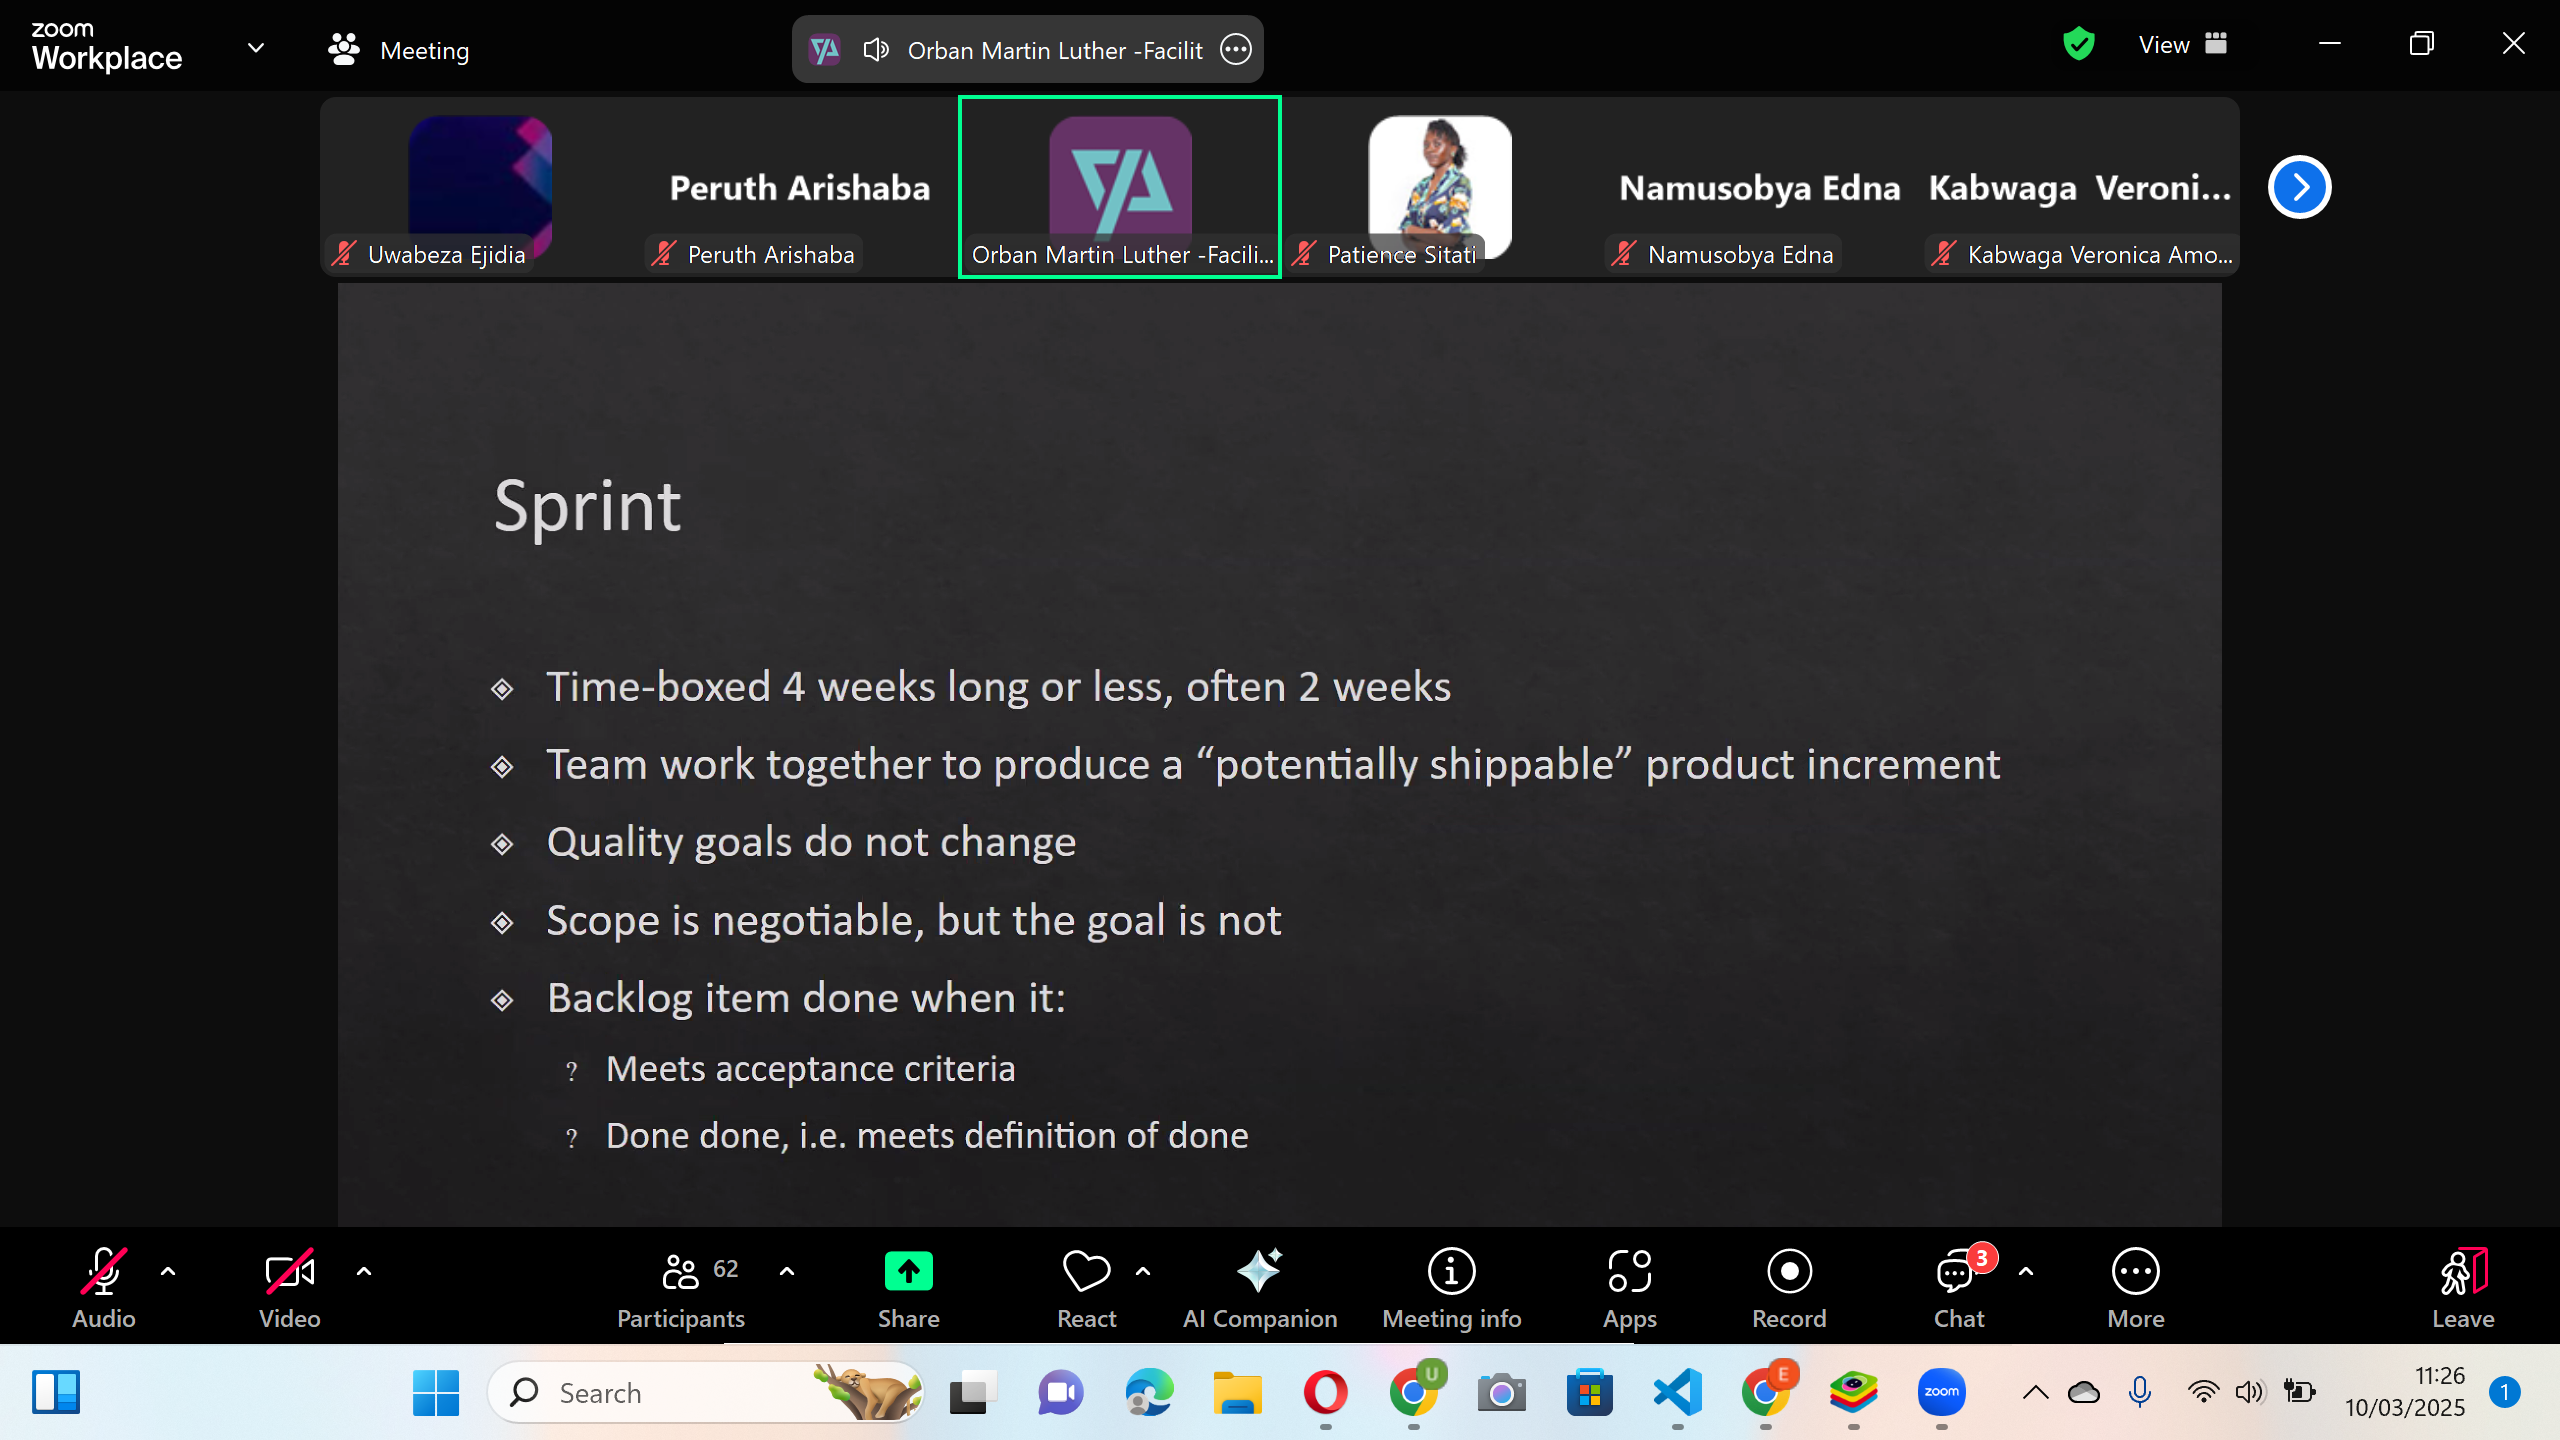 zoom
Workplace
Meeting
Orban Martin Luther -Facilit
View
Peruth Arishaba
Namusobya Edna
Kabwaga Veroni...
Uwabeza Ejidia
Peruth Arishaba
Orban Martin Luther -Facili...
Patience Sitati
Namusobya Edna
Kabwaga Veronica Amo...
Sprint
Time-boxed 4 weeks long or less, often 2 weeks
Team work together to produce a “potentially shippable” product increment
Quality goals do not change
Scope is negotiable, but the goal is not
Backlog item done when it:
? Meets acceptance criteria
? Done done, i.e. meets definition of done
62
3
Audio
Video
Participants
Share
React
AI Companion
Meeting info
Apps
Record
Chat
More
Leave
Search
U
E
zoom
11:26
10/03/2025
1